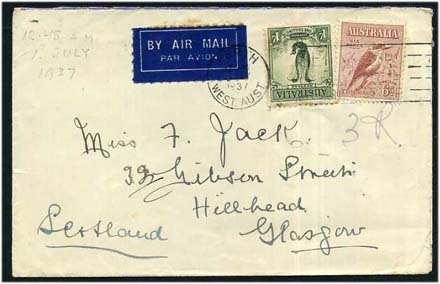 12.45 A.M
1. JULY
1937
BY AIR MAIL
PAR AVION
H
1937
WEST. AUST.
AUSTRALIA
1/-
AUSTRALIA
6D
3R
Miss F. Jack.
32 Gibson Street
Hillhead
Scotland
Glasgow